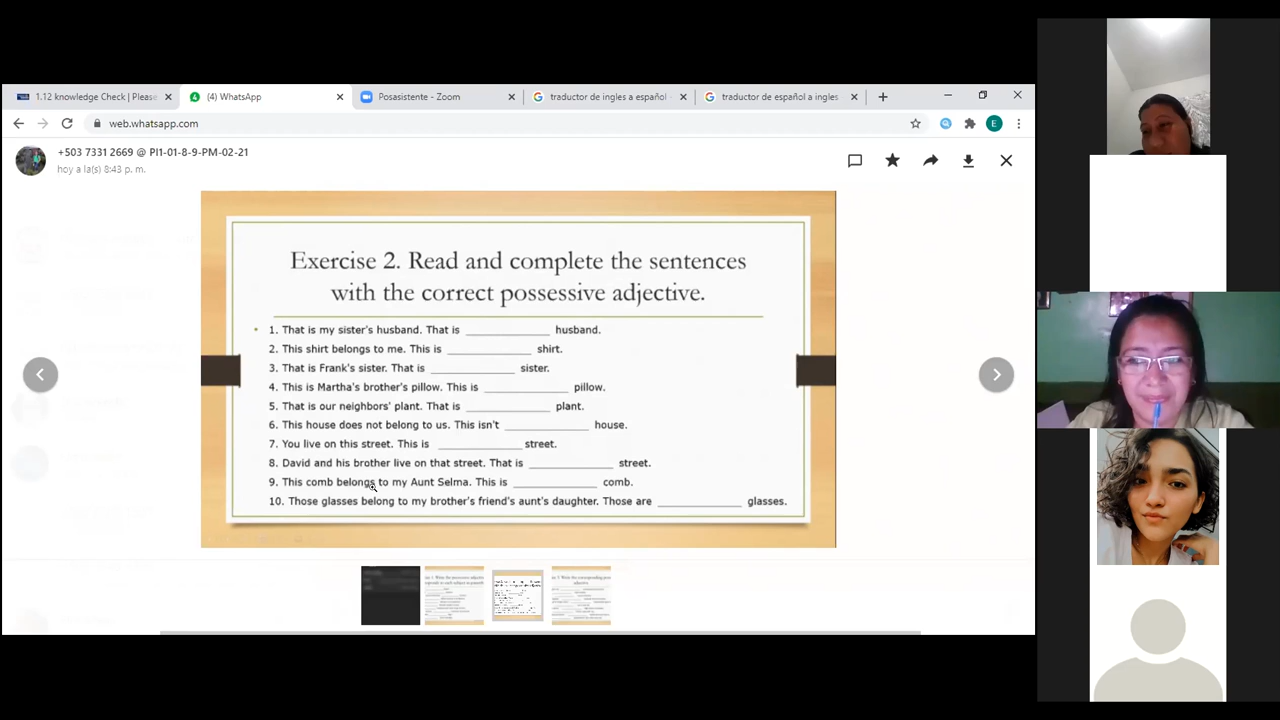 1.12 knowledge Check | Please
(4) WhatsApp
Posasistente - Zoom
traductor de ingles a español
traductor de español a ingles
web.whatsapp.com
E
+503 7331 2669 @ PI1-01-8-9-PM-02-21
hoy a la(s) 8:43 p. m.
Exercise 2. Read and complete the sentences
with the correct possessive adjective.
1. That is my sister's husband. That is ____________ husband.
2. This shirt belongs to me. This is ____________ shirt.
3. That is Frank's sister. That is ____________ sister.
4. This is Martha's brother's pillow. This is ____________ pillow.
5. That is our neighbors' plant. That is ____________ plant.
6. This house does not belong to us. This isn't ____________ house.
7. You live on this street. This is ____________ street.
8. David and his brother live on that street. That is ____________ street.
9. This comb belongs to my Aunt Selma. This is ____________ comb.
10. Those glasses belong to my brother's friend's aunt's daughter. Those are ____________ glasses.